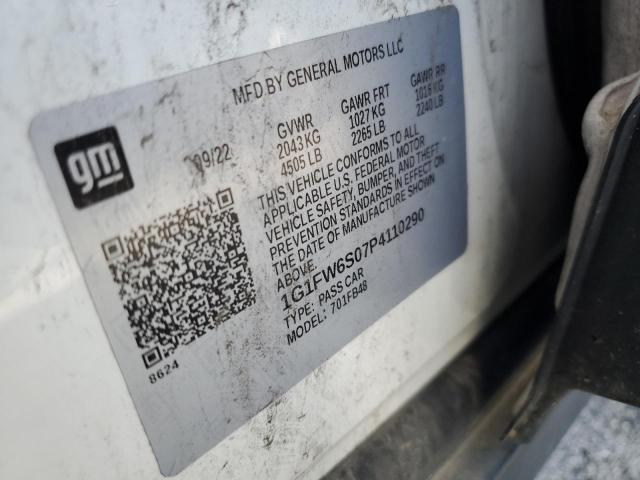 MFD BY GENERAL MOTORS LLC
gm
09/22
GVWR
2043 KG
4505 LB
GAWR FRT
1027 KG
2265 LB
GAWR RR
1016 KG
2240 LB
THIS VEHICLE CONFORMS TO ALL
APPLICABLE U.S. FEDERAL MOTOR
VEHICLE SAFETY, BUMPER, AND THEFT
PREVENTION STANDARDS IN EFFECT ON
THE DATE OF MANUFACTURE SHOWN
ABOVE.
1G1FW6S07P4110290
TYPE: PASS CAR
MODEL: 701FB48
8624